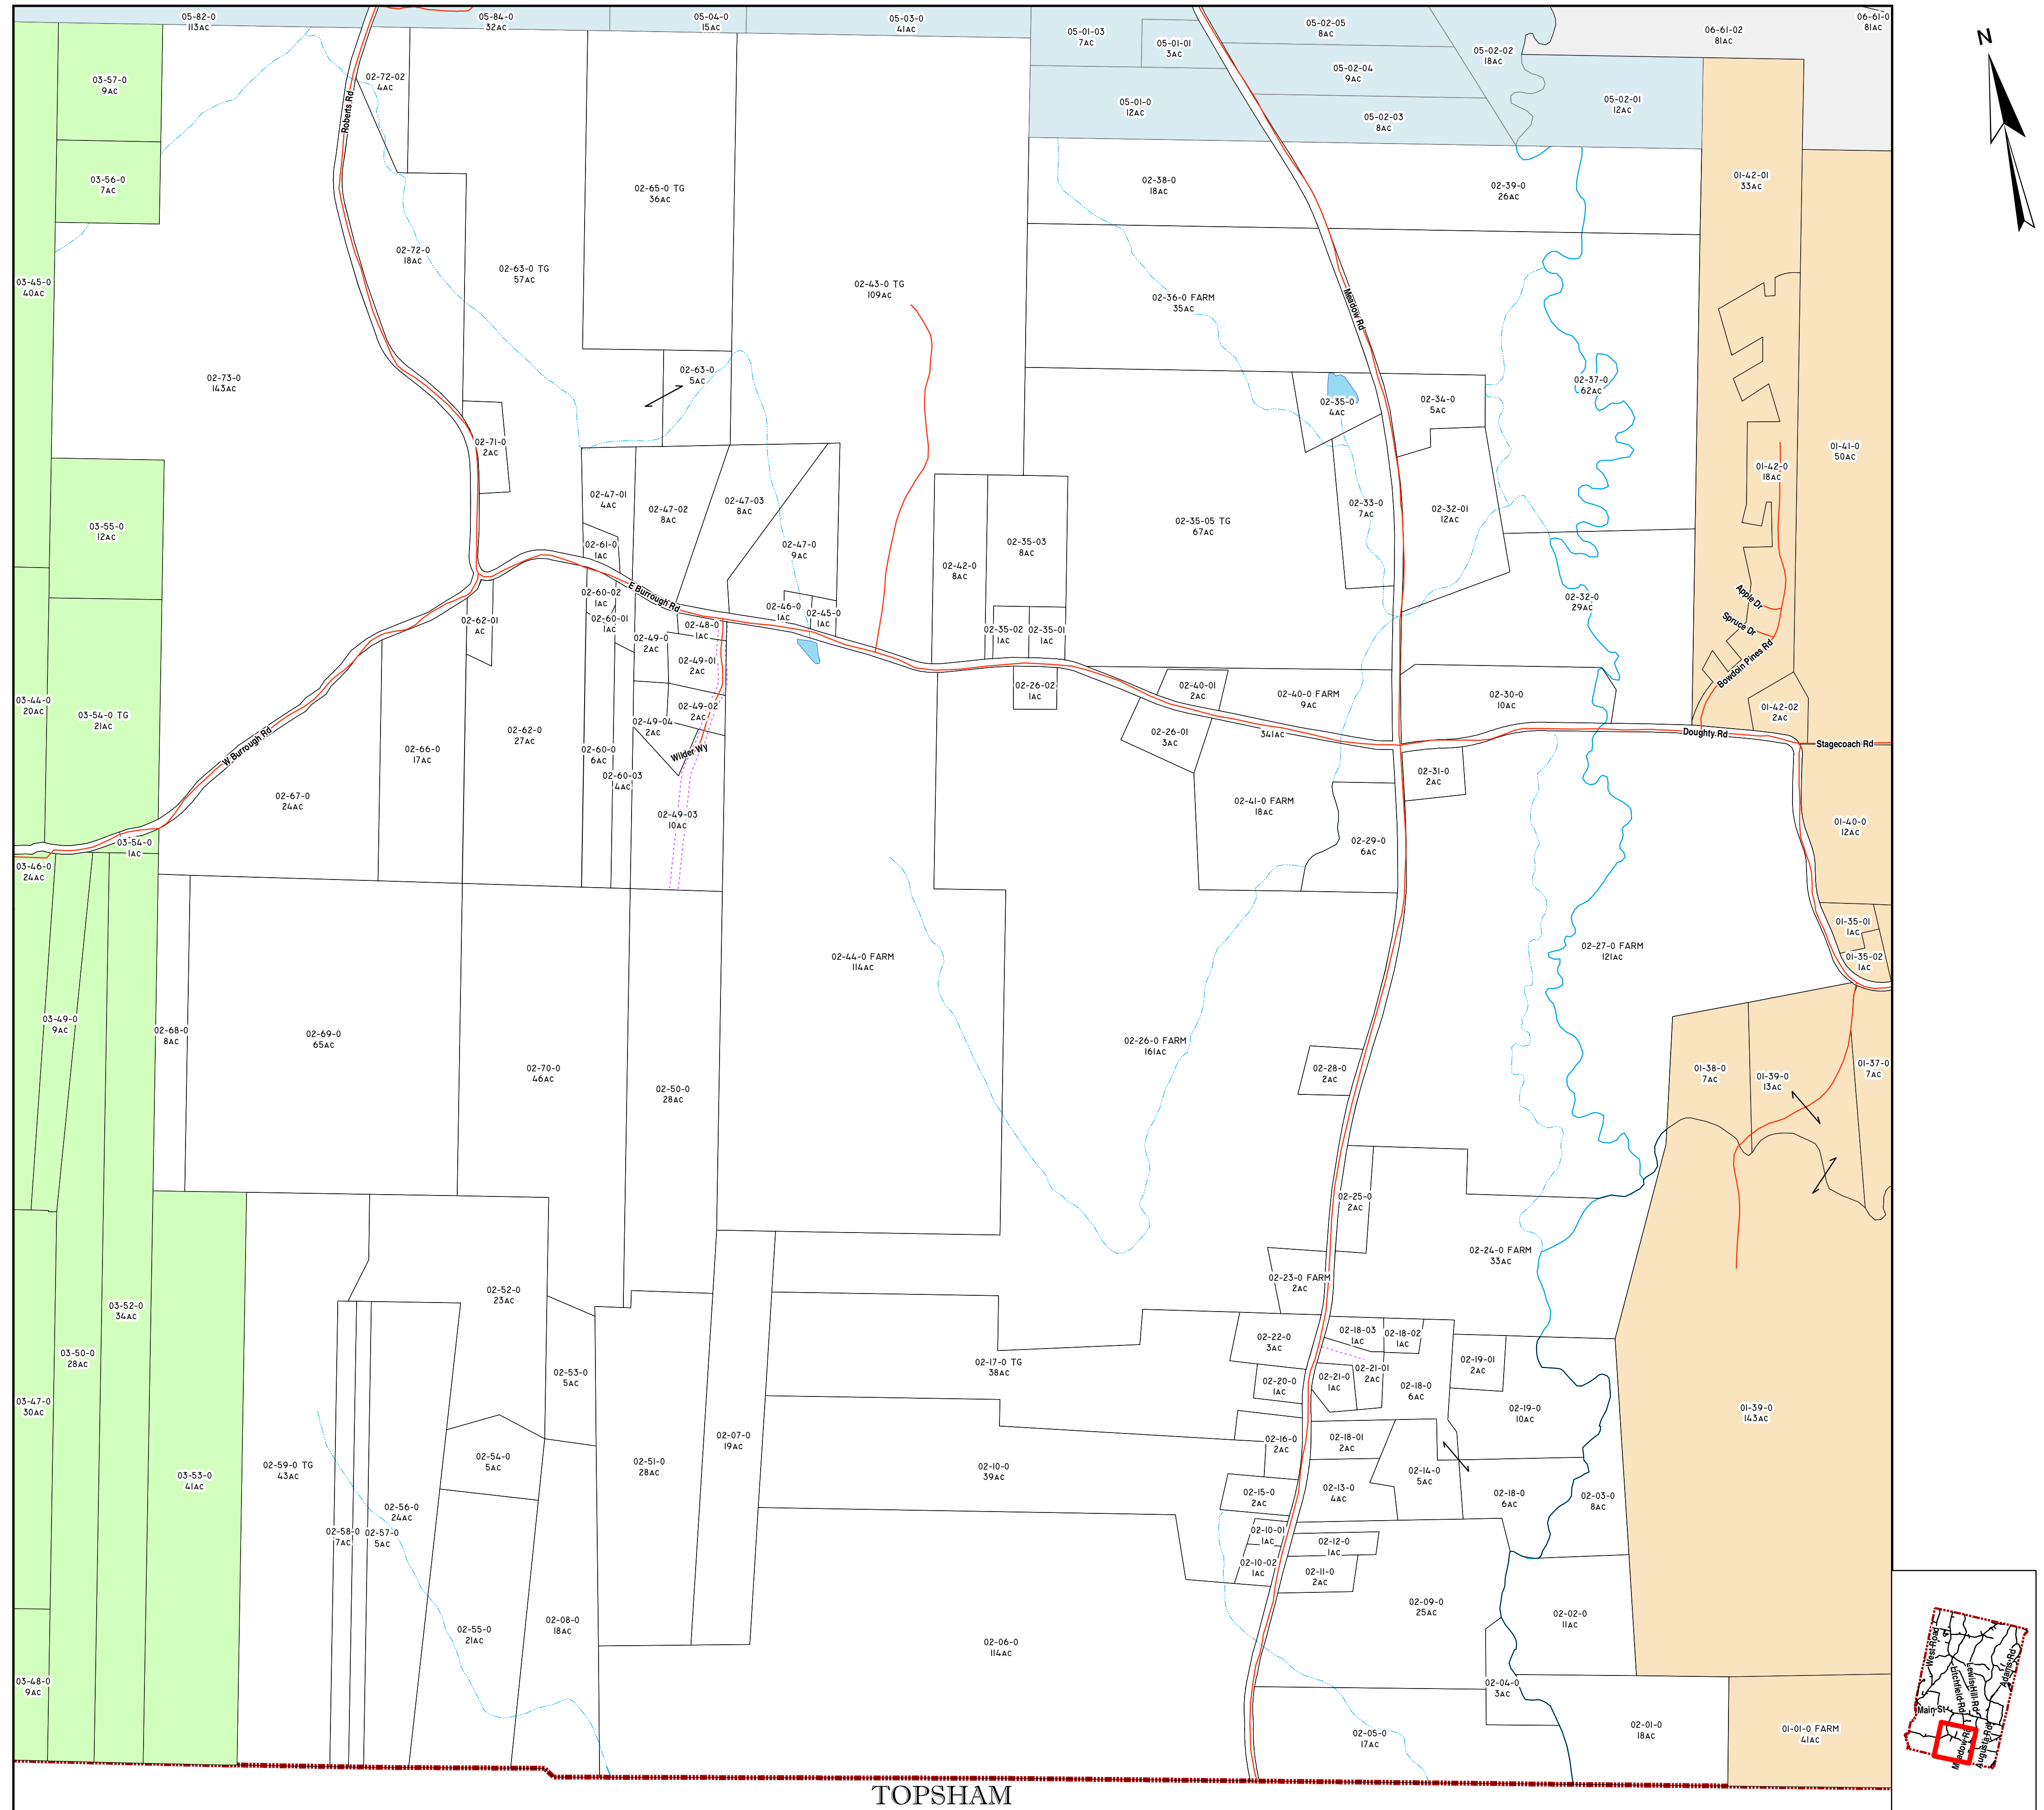 05-82-0
113AC
05-84-0
32AC
05-04-0
15AC
05-03-0
41AC
05-01-03
7AC
05-01-01
3AC
05-02-05
8AC
05-02-02
18AC
06-61-02
81AC
06-61-0
81AC
N
03-57-0
9AC
02-72-02
4AC
Roberts Rd
05-02-04
9AC
05-01-0
12AC
05-02-03
8AC
05-02-01
12AC
03-56-0
7AC
02-65-0 TG
36AC
02-38-0
18AC
02-39-0
26AC
01-42-01
33AC
02-72-0
18AC
02-63-0 TG
57AC
03-45-0
40AC
02-43-0 TG
109AC
02-36-0 FARM
35AC
Meadow Rd
02-73-0
143AC
02-63-0
5AC
02-37-0
62AC
02-35-0
4AC
02-34-0
5AC
02-71-0
2AC
01-41-0
50AC
01-42-0
18AC
02-47-01
4AC
02-47-02
8AC
02-47-03
8AC
02-33-0
7AC
02-32-01
12AC
03-55-0
12AC
02-35-05 TG
67AC
02-61-0
1AC
02-47-0
9AC
02-35-03
8AC
02-42-0
8AC
02-60-02
1AC
E Burrough Rd
02-46-0
1AC
02-45-0
1AC
02-32-0
29AC
Apple Dr
Spruce Dr
Bowdoin Pines Rd
02-62-01
AC
02-60-01
1AC
02-48-0
1AC
02-49-0
2AC
02-35-02
1AC
02-35-01
1AC
02-49-01
2AC
03-44-0
20AC
03-54-0 TG
21AC
02-26-02
1AC
02-40-01
2AC
02-40-0 FARM
9AC
02-30-0
10AC
02-49-02
2AC
02-49-04
2AC
01-42-02
2AC
W Burrough Rd
02-66-0
17AC
02-62-0
27AC
02-60-0
6AC
Wilder Wy
02-26-01
3AC
341AC
Doughty Rd
Stagecoach Rd
02-60-03
4AC
02-31-0
2AC
02-67-0
24AC
02-49-03
10AC
02-41-0 FARM
18AC
02-29-0
6AC
01-40-0
12AC
03-54-0
1AC
03-46-0
24AC
01-35-01
1AC
02-44-0 FARM
114AC
02-27-0 FARM
121AC
01-35-02
1AC
03-49-0
9AC
02-68-0
8AC
02-69-0
65AC
02-26-0 FARM
161AC
02-70-0
46AC
02-50-0
28AC
02-28-0
2AC
01-38-0
7AC
01-39-0
13AC
01-37-0
7AC
02-25-0
2AC
02-24-0 FARM
33AC
02-52-0
23AC
02-23-0 FARM
2AC
03-52-0
34AC
03-50-0
28AC
02-53-0
5AC
02-17-0 TG
38AC
02-22-0
3AC
02-18-03
1AC
02-18-02
1AC
02-19-01
2AC
02-20-0
1AC
02-21-0
1AC
02-21-01
2AC
02-18-0
6AC
03-47-0
30AC
02-19-0
10AC
01-39-0
143AC
02-07-0
19AC
02-16-0
2AC
02-18-01
2AC
03-53-0
41AC
02-59-0 TG
43AC
02-54-0
5AC
02-51-0
28AC
02-10-0
39AC
02-14-0
5AC
02-15-0
2AC
02-13-0
4AC
02-18-0
6AC
02-03-0
8AC
02-56-0
24AC
02-58-0
7AC
02-57-0
5AC
02-10-01
1AC
02-12-0
1AC
02-10-02
1AC
02-11-0
2AC
02-09-0
25AC
02-02-0
11AC
02-55-0
21AC
02-08-0
18AC
02-06-0
114AC
03-48-0
9AC
02-04-0
3AC
02-05-0
17AC
02-01-0
18AC
01-01-0 FARM
41AC
West Road
Litchfield Rd
Lewis Hill Rd
Adams Rd
Main St
Meadow Rd
Augusta Rd
TOPSHAM